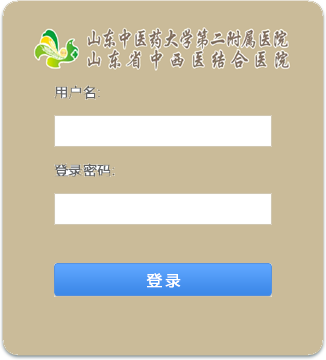 山东中医药大学第二附属医院
山东省中西医结合医院
用户名:
登录密码:
登录